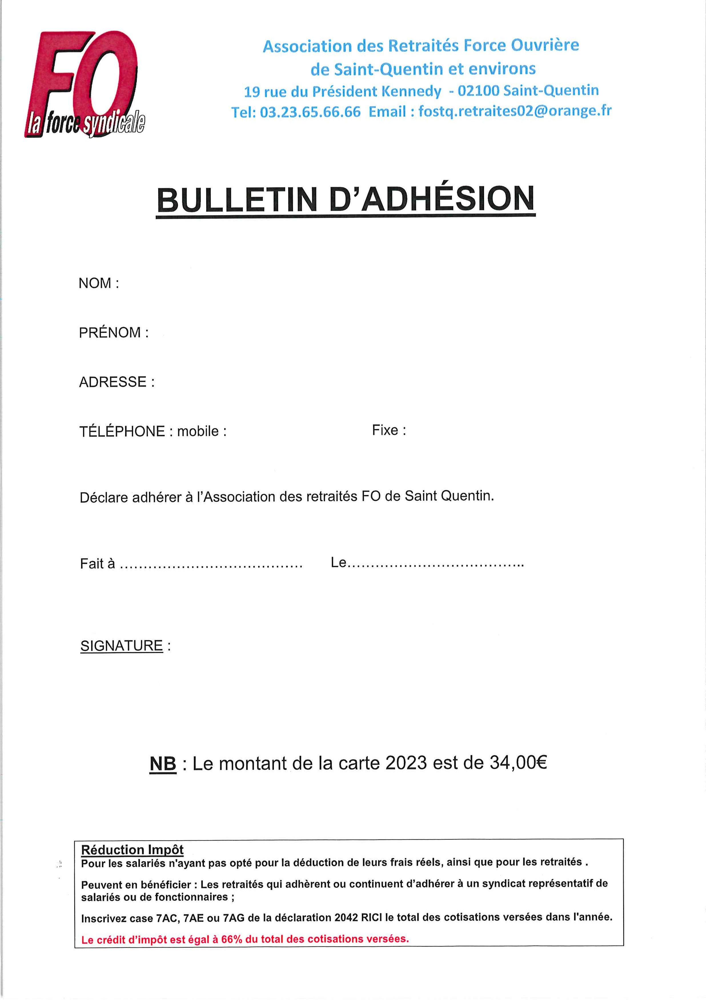 FO
la force syndicale
Association des Retraités Force Ouvrière
de Saint-Quentin et environs
19 rue du Président Kennedy - 02100 Saint-Quentin
Tel: 03.23.65.66.66 Email : fostq.retraites02@orange.fr
BULLETIN D’ADHÉSION
NOM :
PRÉNOM :
ADRESSE :
TÉLÉPHONE : mobile : Fixe :
Déclare adhérer à l’Association des retraités FO de Saint Quentin.
Fait à ....................................... Le.......................................
SIGNATURE :
NB : Le montant de la carte 2023 est de 34,00€
Réduction Impôt
Pour les salariés n'ayant pas opté pour la déduction de leurs frais réels, ainsi que pour les retraités .
Peuvent en bénéficier : Les retraités qui adhèrent ou continuent d’adhérer à un syndicat représentatif de
salariés ou de fonctionnaires ;
Inscrivez case 7AC, 7AE ou 7AG de la déclaration 2042 RICI le total des cotisations versées dans l'année.
Le crédit d’impôt est égal à 66% du total des cotisations versées.